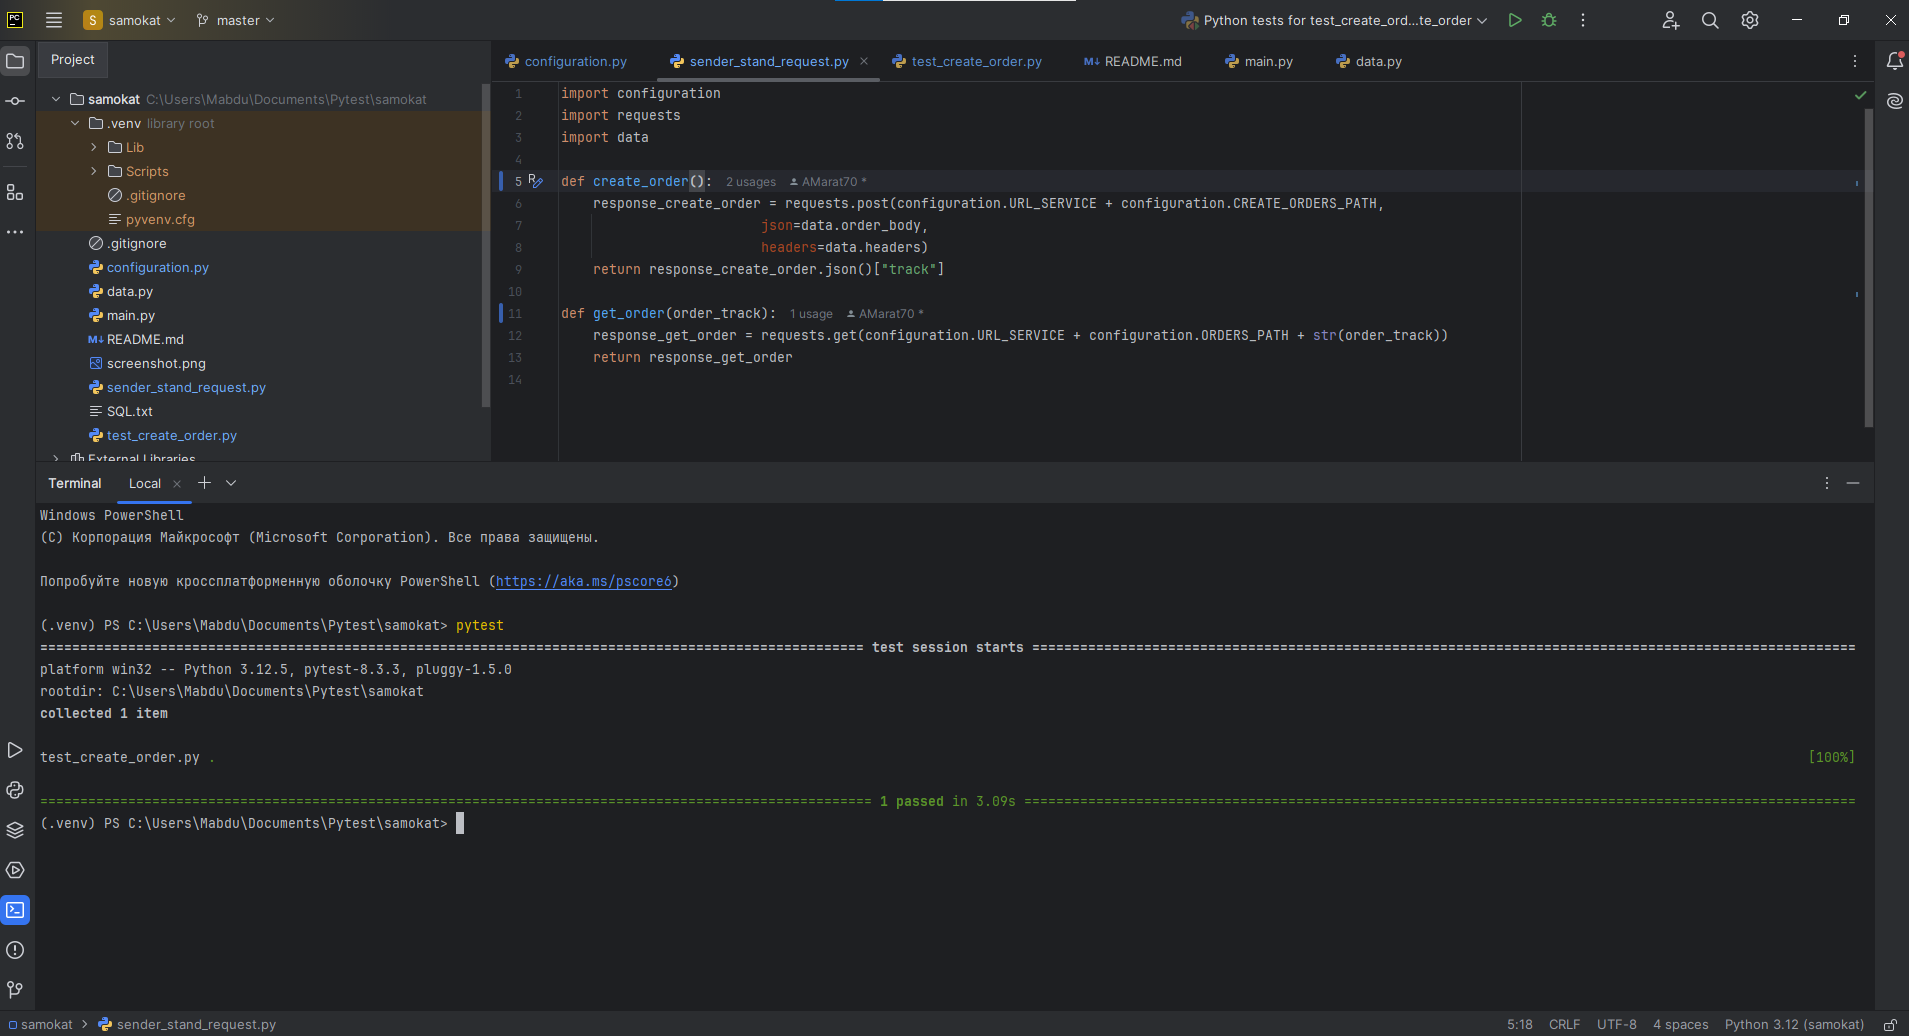 PC
S samokat
master
Python tests for test_create_ord...te_order
Project
samokat C:\Users\Mabdu\Documents\Pytest\samokat
.venv library root
Lib
Scripts
.gitignore
pyvenv.cfg
.gitignore
configuration.py
data.py
main.py
M↓ README.md
screenshot.png
sender_stand_request.py
SQL.txt
test_create_order.py
External Libraries
configuration.py
sender_stand_request.py
test_create_order.py
M↓ README.md
main.py
data.py
1 import configuration
2 import requests
3 import data
4
5 def create_order(): 2 usages AMarat70 *
6 response_create_order = requests.post(configuration.URL_SERVICE + configuration.CREATE_ORDERS_PATH,
7 json=data.order_body,
8 headers=data.headers)
9 return response_create_order.json()["track"]
10
11 def get_order(order_track): 1 usage AMarat70 *
12 response_get_order = requests.get(configuration.URL_SERVICE + configuration.ORDERS_PATH + str(order_track))
13 return response_get_order
14
Terminal
Local
Windows PowerShell
(C) Корпорация Майкрософт (Microsoft Corporation). Все права защищены.
Попробуйте новую кроссплатформенную оболочку PowerShell (https://aka.ms/pscore6)
(.venv) PS C:\Users\Mabdu\Documents\Pytest\samokat> pytest
test session starts
platform win32 -- Python 3.12.5, pytest-8.3.3, pluggy-1.5.0
rootdir: C:\Users\Mabdu\Documents\Pytest\samokat
collected 1 item
test_create_order.py . [100%]
1 passed in 3.09s
(.venv) PS C:\Users\Mabdu\Documents\Pytest\samokat>
samokat > sender_stand_request.py
5:18 CRLF UTF-8 4 spaces Python 3.12 (samokat)